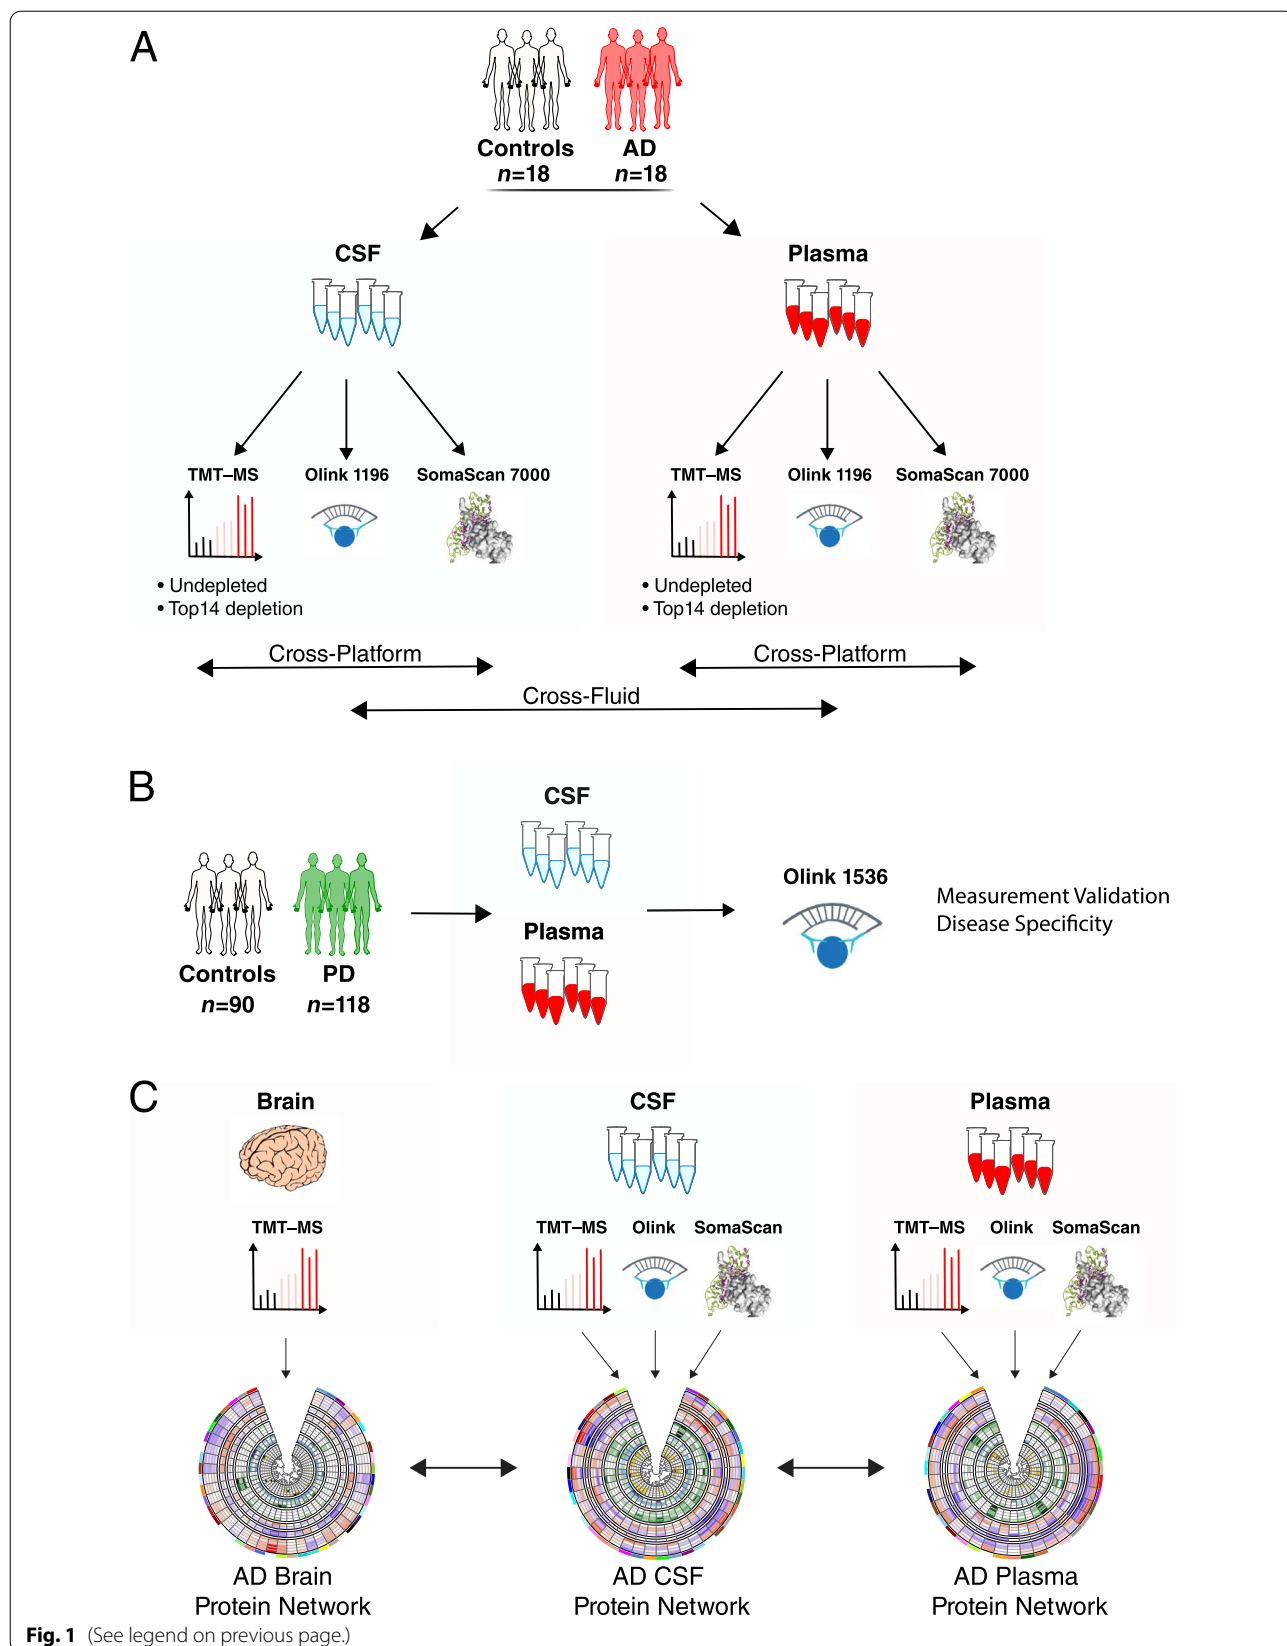 A
Controls AD
n=18 n=18
CSF Plasma
TMT–MS Olink 1196 SomaScan 7000 TMT–MS Olink 1196 SomaScan 7000
• Undepleted • Undepleted
• Top14 depletion • Top14 depletion
Cross-Platform Cross-Platform
Cross-Fluid
B
CSF
Olink 1536
Measurement Validation
Disease Specificity
Plasma
Controls PD
n=90 n=118
C
Brain CSF Plasma
TMT–MS TMT–MS Olink SomaScan TMT–MS Olink SomaScan
AD Brain AD CSF AD Plasma
Protein Network Protein Network Protein Network
Fig. 1 (See legend on previous page.)